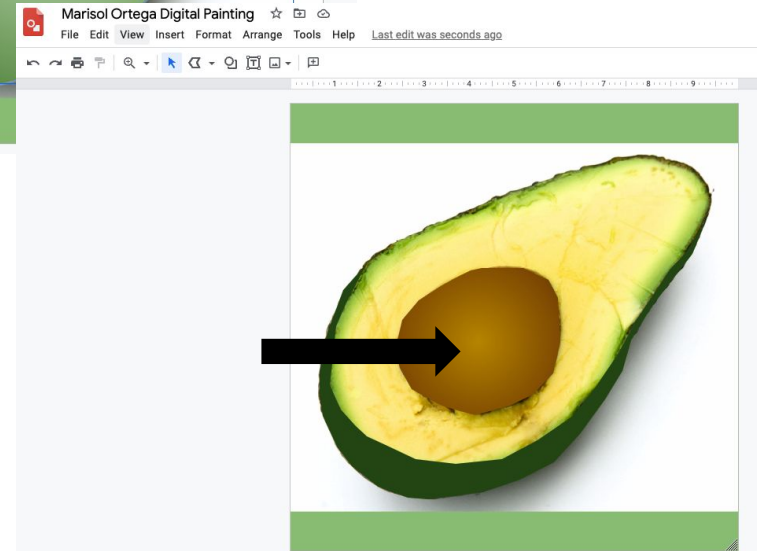 Marisol Ortega Digital Painting
File Edit View Insert Format Arrange Tools Help Last edit was seconds ago
1 2 3 4 5 6 7 8 9